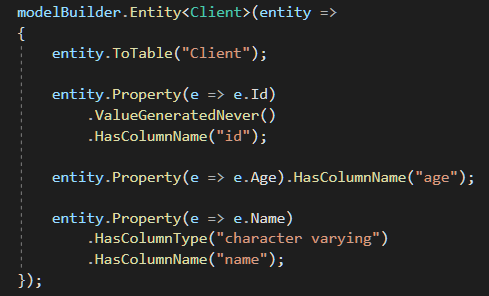 modelBuilder.Entity<Client>(entity =>
{
    entity.ToTable("Client");

    entity.Property(e => e.Id)
        .ValueGeneratedNever()
        .HasColumnName("id");

    entity.Property(e => e.Age).HasColumnName("age");

    entity.Property(e => e.Name)
        .HasColumnType("character varying")
        .HasColumnName("name");
});